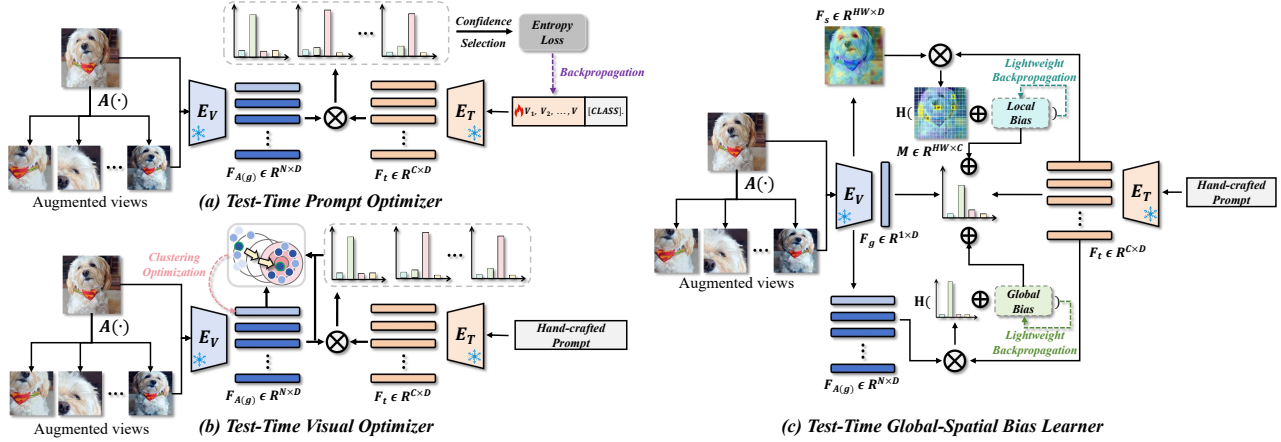 A(·)
Augmented views
E_V
F_{A(g)} ∈ R^{N×D}
F_t ∈ R^{C×D}
E_T
V_1, V_2, ..., V
[CLASS].
Confidence
Selection
Entropy
Loss
Backpropagation
(a) Test-Time Prompt Optimizer
A(·)
Augmented views
Clustering
Optimization
E_V
F_{A(g)} ∈ R^{N×D}
F_t ∈ R^{C×D}
E_T
Hand-crafted
Prompt
(b) Test-Time Visual Optimizer
F_s ∈ R^{HW×D}
Lightweight
Backpropagation
H(
Local
Bias
)
M ∈ R^{HW×C}
A(·)
Augmented views
E_V
F_g ∈ R^{1×D}
E_T
Hand-crafted
Prompt
F_t ∈ R^{C×D}
H(
Global
Bias
)
Lightweight
Backpropagation
F_{A(g)} ∈ R^{N×D}
(c) Test-Time Global-Spatial Bias Learner